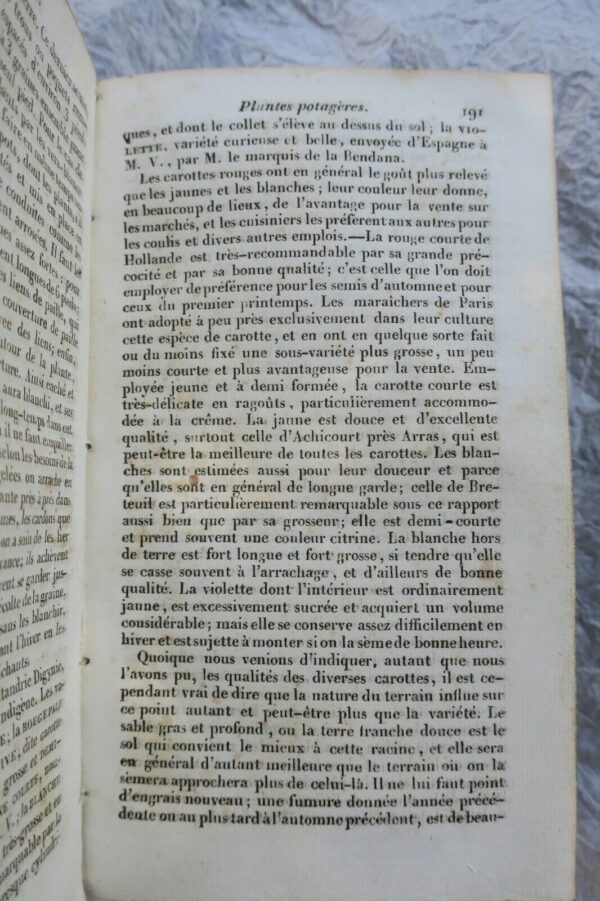 Plantes potagères. 191
ques, et dont le collet s'élève au dessus du sol ; la VIO-
LETTE, variété curieuse et belle, envoyée d'Espagne à
M. V., par M. le marquis de la Bendana.
Les carottes rouges ont en général le goût plus relevé
que les jaunes et les blanches ; leur couleur leur donne,
en beaucoup de lieux, de l'avantage pour la vente sur
les marchés, et les cuisiniers les préfèrent aux autres pour
les coulis et divers autres emplois.—La rouge courte de
Hollande est très-recommandable par sa grande pré-
cocité et par sa bonne qualité ; c'est celle que l'on doit
employer de préférence pour les semis d'automne et pour
ceux du premier printemps. Les maraichers de Paris
ont adopté à peu près exclusivement dans leur culture
cette espèce de carotte, et en ont en quelque sorte fait
ou du moins fixé une sous-variété plus grosse, un peu
moins courte et plus avantageuse pour la vente. Em-
ployée jeune et à demi formée, la carotte courte est
très-délicate en ragoûts, particulièrement accommo-
dée à la crême. La jaune est douce et d'excellente
qualité, surtout celle d'Achicourt près Arras, qui est
peut-être la meilleure de toutes les carottes. Les blan-
ches sont estimées aussi pour leur douceur et parce
qu'elles sont en général de longue garde ; celle de Bre-
teuil est particulièrement remarquable sous ce rapport
aussi bien que par sa grosseur ; elle est demi-courte
et prend souvent une couleur citrine. La blanche hors
de terre est fort longue et fort grosse, si tendre qu'elle
se casse souvent à l'arrachage, et d'ailleurs de bonne
qualité. La violette dont l'intérieur est ordinairement
jaune, est excessivement sucrée et acquiert un volume
considérable ; mais elle se conserve assez difficilement en
hiver et est sujette à monter si on la sème de bonne heure.
Quoique nous venions d'indiquer, autant que nous
l'avons pu, les qualités des diverses carottes, il est ce-
pendant vrai de dire que la nature du terrain influe sur
ce point autant et peut-être plus que la variété. Le
sable gras et profond, ou la terre franche douce est le
sol qui convient le mieux à cette racine, et elle sera
en général d'autant meilleure que le terrain où on la
sèmera approchera plus de celui-là. Il ne lui faut point
d'engrais nouveau ; une fumure donnée l'année précé-
dente ou au plus tard à l'automne précédent, est de beau-